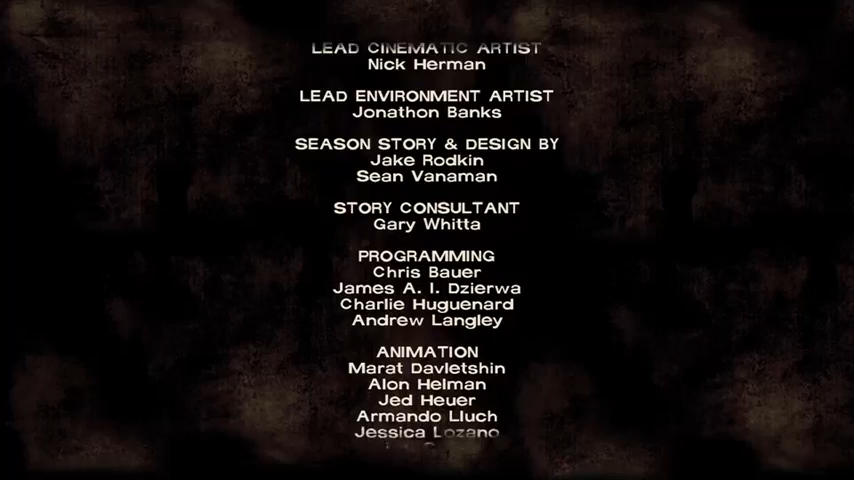 LEAD CINEMATIC ARTIST
Nick Herman
LEAD ENVIRONMENT ARTIST
Jonathon Banks
SEASON STORY & DESIGN BY
Jake Rodkin
Sean Vanaman
STORY CONSULTANT
Gary Whitta
PROGRAMMING
Chris Bauer
James A. I. Dzierwa
Charlie Huguenard
Andrew Langley
ANIMATION
Marat Davletshin
Alon Helman
Jed Heuer
Armando Lluch
Jessica Lozano